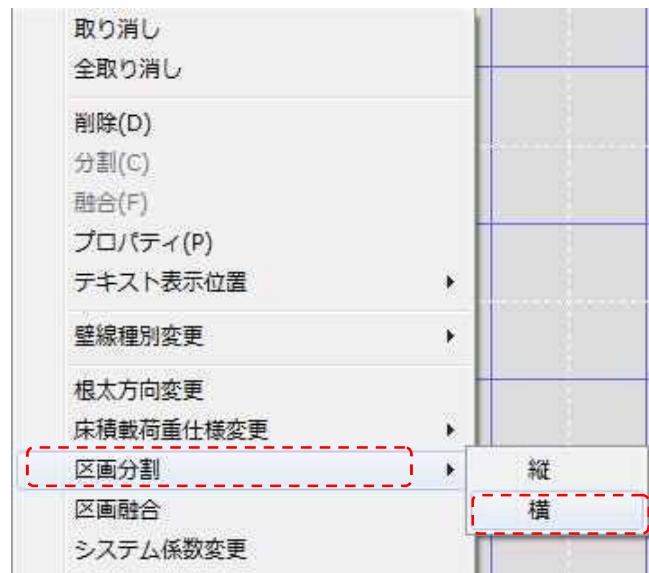 取り消し
全取り消し
削除(D)
分割(C)
融合(F)
プロパティ(P)
テキスト表示位置
壁線種別変更
根太方向変更
床積載荷重仕様変更
区画分割
縦
区画融合
横
システム係数変更